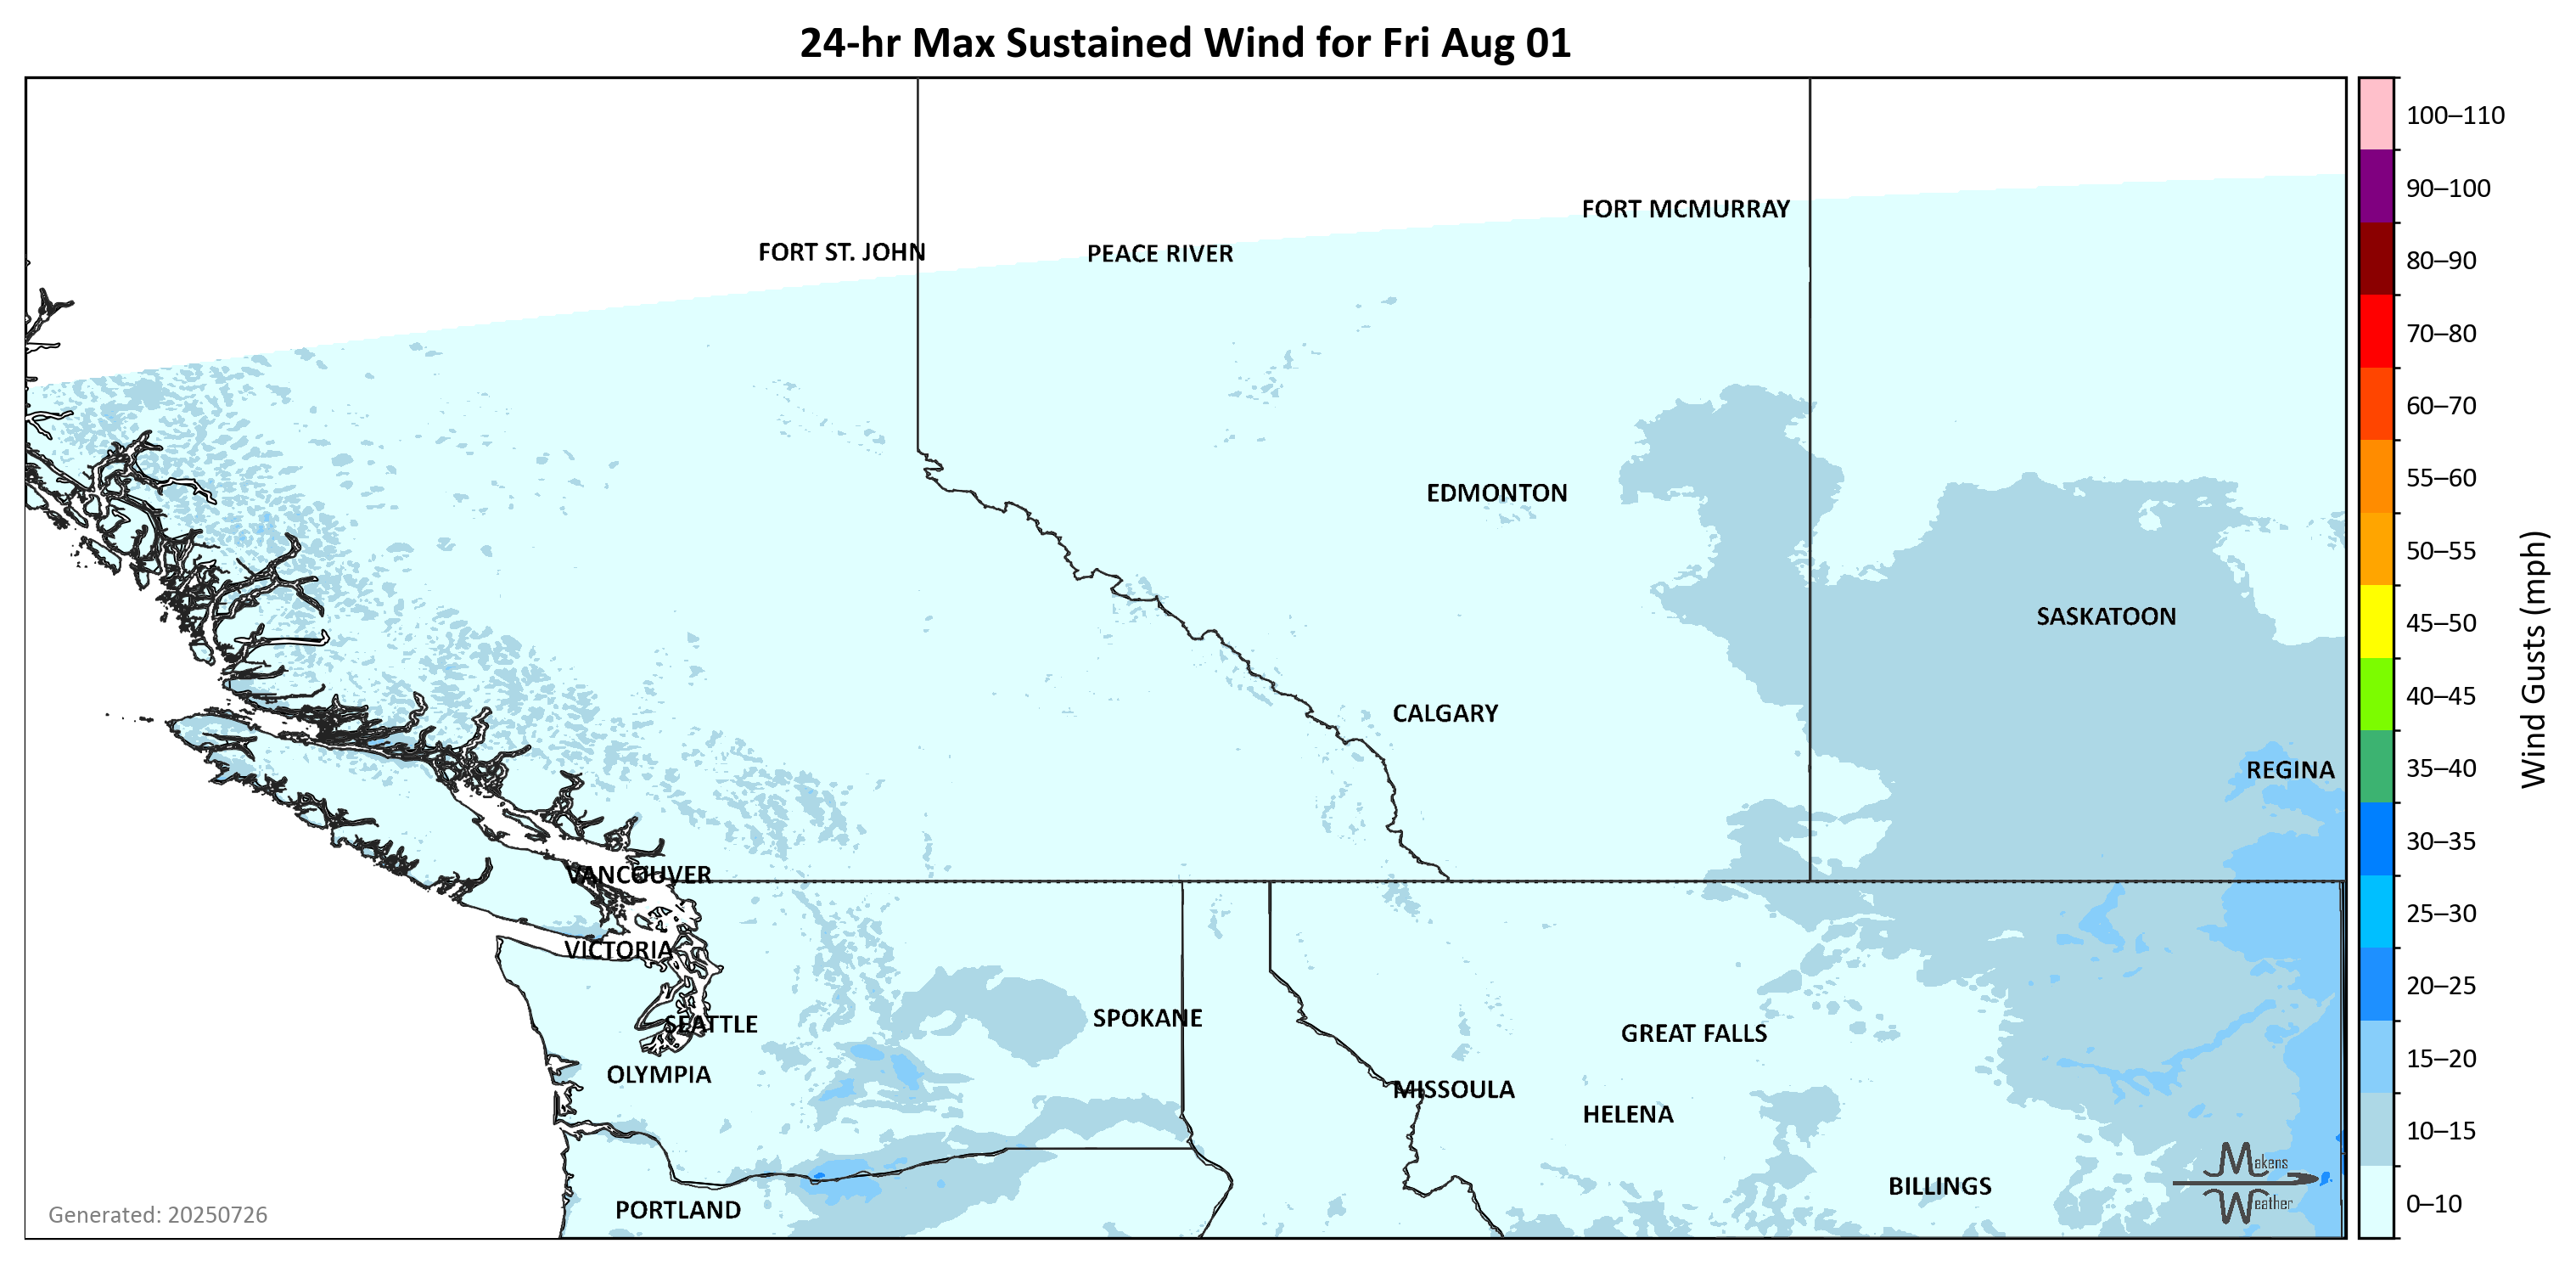 24-hr Max Sustained Wind for Fri Aug 01
100–110
90–100
80–90
70–80
60–70
55–60
50–55
45–50
40–45
35–40
30–35
25–30
20–25
15–20
10–15
0–10
Wind Gusts (mph)
FORT MCMURRAY
FORT ST. JOHN
PEACE RIVER
EDMONTON
SASKATOON
CALGARY
REGINA
VANCOUVER
VICTORIA
SEATTLE
SPOKANE
GREAT FALLS
OLYMPIA
MISSOULA
HELENA
BILLINGS
PORTLAND
Makens
Weather
Generated: 20250726